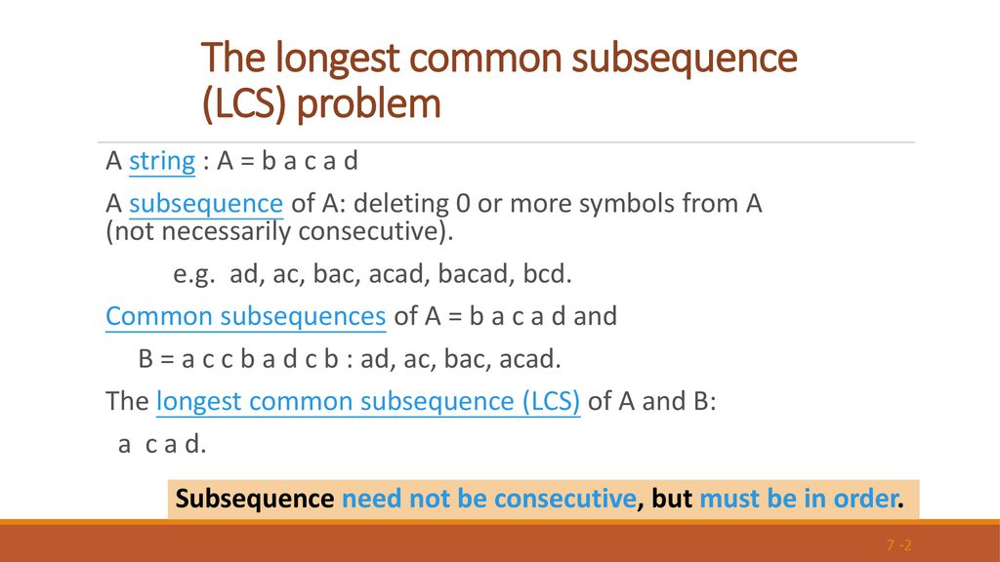 The longest common subsequence
(LCS) problem
A string : A = b a c a d
A subsequence of A: deleting 0 or more symbols from A
(not necessarily consecutive).
e.g. ad, ac, bac, acad, bacad, bcd.
Common subsequences of A = b a c a d and
B = a c c b a d c b : ad, ac, bac, acad.
The longest common subsequence (LCS) of A and B:
a c a d.
Subsequence need not be consecutive, but must be in order.
7 -2